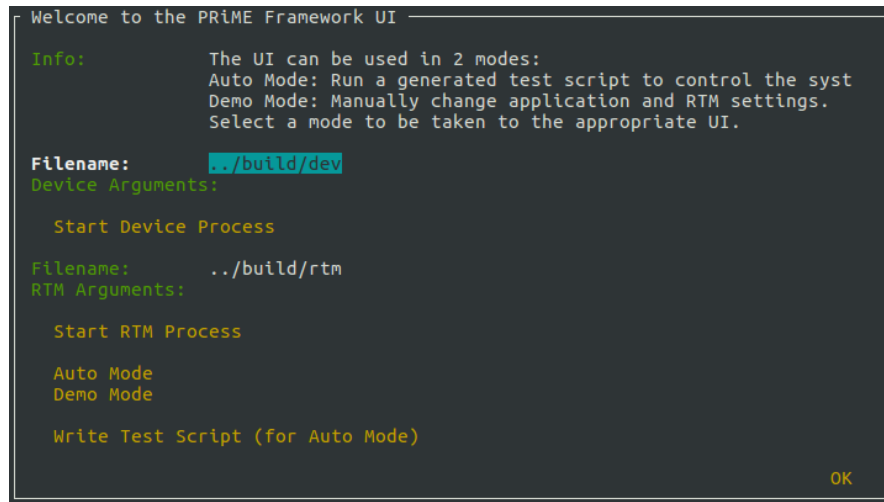 Welcome to the PRiME Framework UI
Info: The UI can be used in 2 modes:
Auto Mode: Run a generated test script to control the syst
Demo Mode: Manually change application and RTM settings.
Select a mode to be taken to the appropriate UI.
Filename: ../build/dev
Device Arguments:
Start Device Process
Filename: ../build/rtm
RTM Arguments:
Start RTM Process
Auto Mode
Demo Mode
Write Test Script (for Auto Mode)
OK